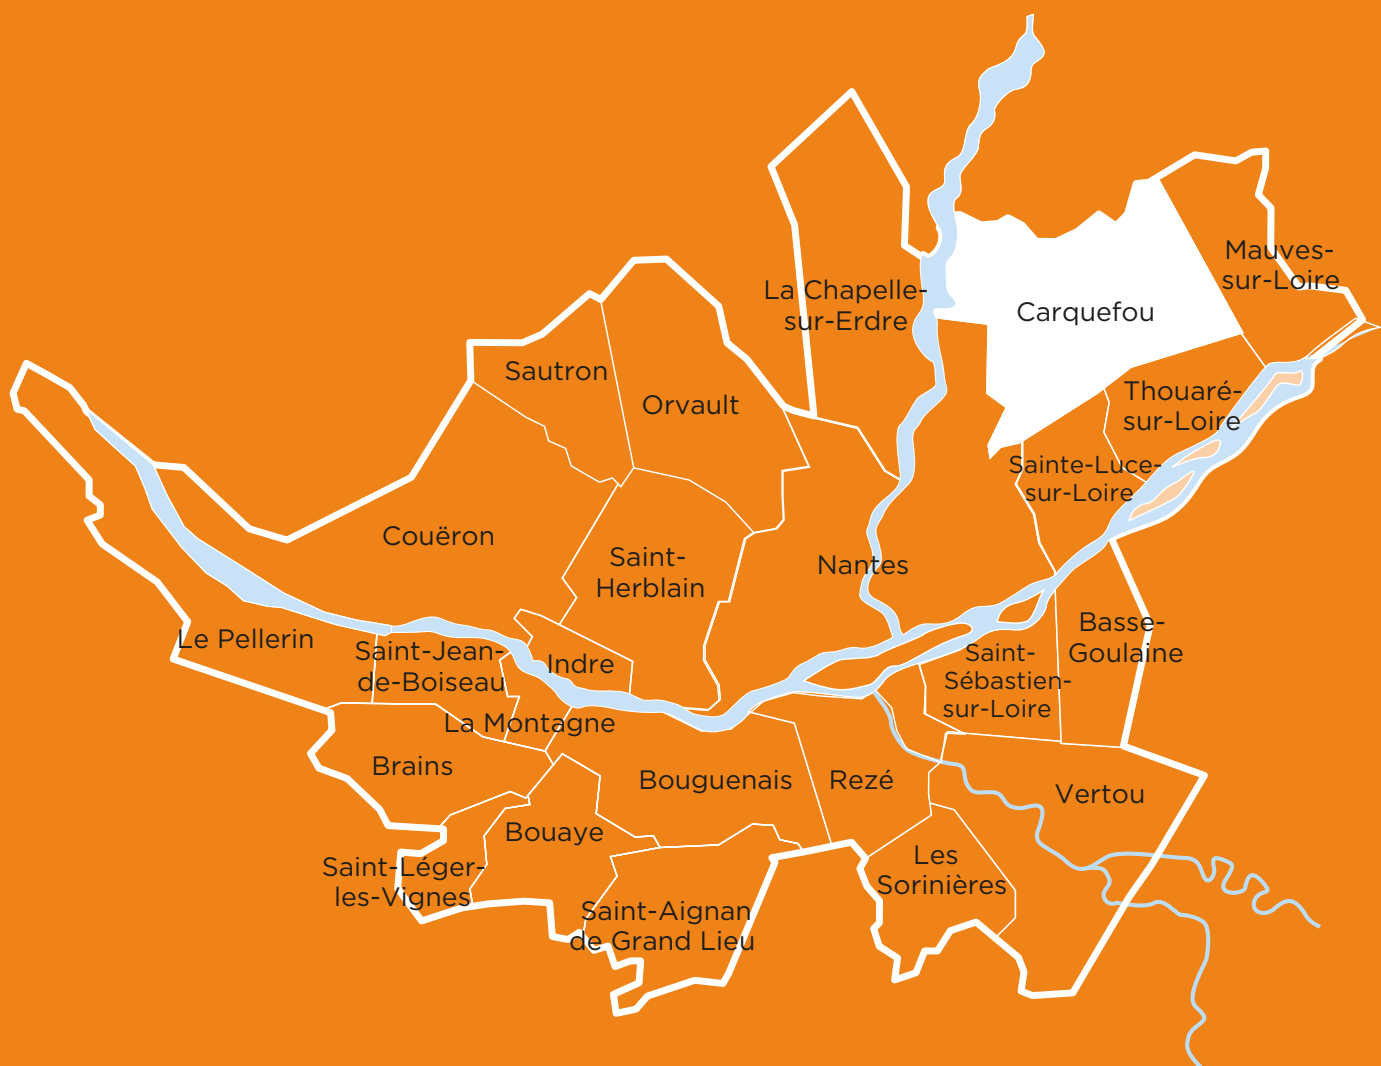 Mauves-
sur-Loire
La Chapelle-
sur-Erdre
Carquefou
Sautron
Orvault
Thouaré-
sur-Loire
Sainte-Luce-
sur-Loire
Couëron
Saint-
Herblain
Nantes
Le Pellerin
Saint-Jean-
de-Boiseau
Indre
Basse-
Goulaine
Saint-
Sébastien-
sur-Loire
La Montagne
Brains
Bouguenais
Rezé
Vertou
Bouaye
Saint-Léger-
les-Vignes
Les
Sorinières
Saint-Aignan
de Grand Lieu